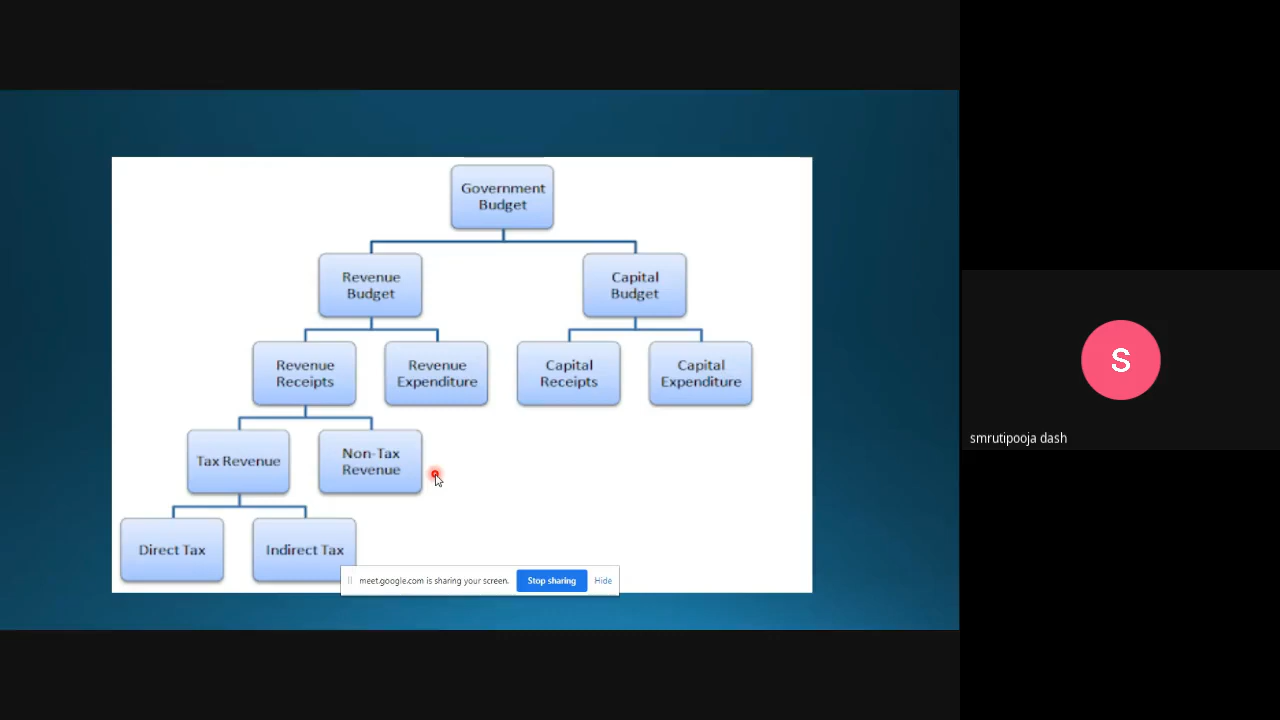 Government
Budget
Revenue
Budget
Capital
Budget
Revenue
Receipts
Revenue
Expenditure
Capital
Receipts
Capital
Expenditure
Tax Revenue
Non-Tax
Revenue
Direct Tax
Indirect Tax
meet.google.com is sharing your screen.
Stop sharing
Hide
S
smrutipooja dash